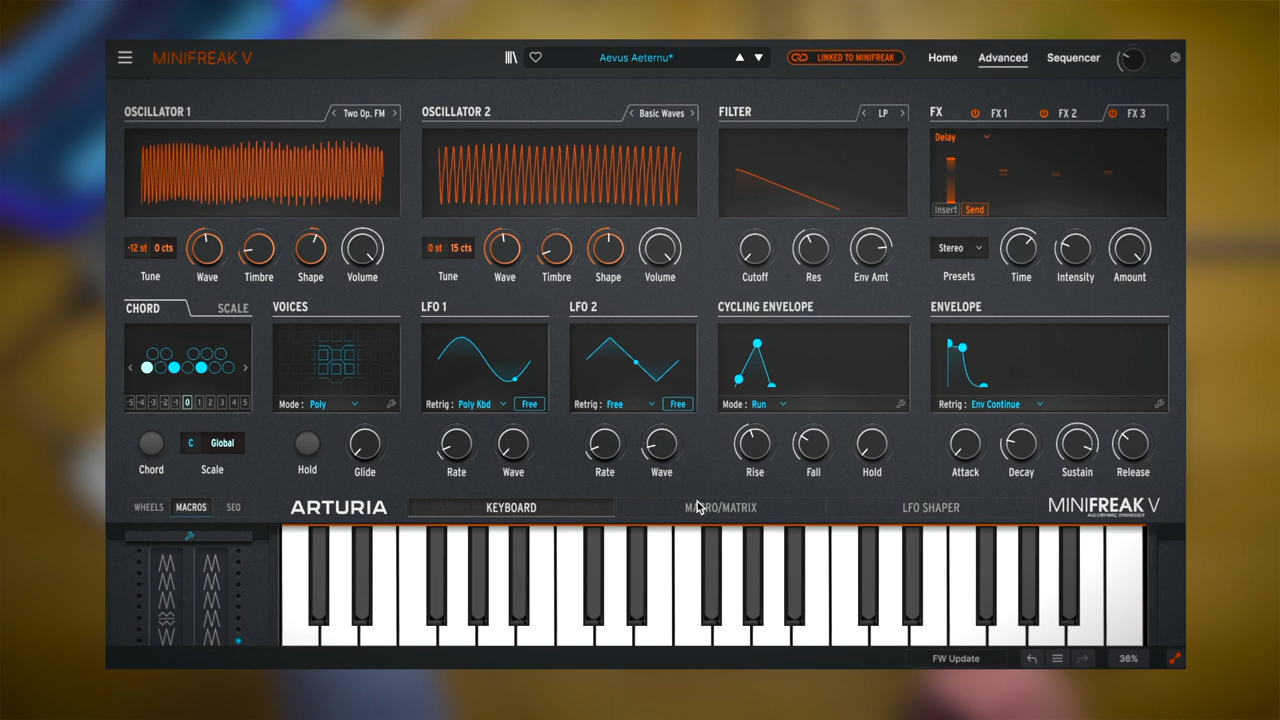 MINIFREAK V
Aevus Aeternu*
LINKED TO MINIFREAK
Home
Advanced
Sequencer
OSCILLATOR 1
Two Op. FM
OSCILLATOR 2
Basic Waves
FILTER
LP
FX
FX 1
FX 2
FX 3
Delay
Insert
Send
-12 st 0 cts
Tune
Wave
Timbre
Shape
Volume
0 st 15 cts
Tune
Wave
Timbre
Shape
Volume
Cutoff
Res
Env Amt
Stereo
Presets
Time
Intensity
Amount
CHORD
SCALE
VOICES
LFO 1
LFO 2
CYCLING ENVELOPE
ENVELOPE
-5 -4 -3 -2 -1 0 1 2 3 4 5
Mode : Poly
Retrig : Poly Kbd
Free
Retrig : Free
Free
Mode : Run
Retrig : Env Continue
Chord
C Global
Scale
Hold
Glide
Rate
Wave
Rate
Wave
Rise
Fall
Hold
Attack
Decay
Sustain
Release
WHEELS
MACROS
SEQ
ARTURIA
KEYBOARD
MACRO/MATRIX
LFO SHAPER
MINIFREAK V
ALGORITHMIC SYNTHESIZER
FW Update
36%